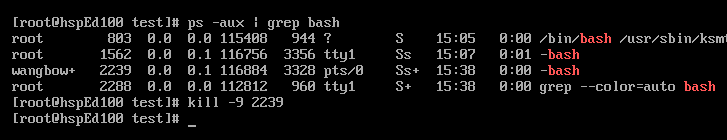 [root@hspEd100 test]# ps -aux | grep bash
root 803 0.0 0.0 115408 944 ? S 15:05 0:00 /bin/bash /usr/sbin/ksmt
root 1562 0.0 0.1 116756 3356 tty1 Ss 15:07 0:01 -bash
wangbow+ 2239 0.0 0.1 116884 3328 pts/0 Ss+ 15:38 0:00 -bash
root 2288 0.0 0.0 112812 960 tty1 S+ 15:38 0:00 grep --color=auto bash
[root@hspEd100 test]# kill -9 2239
[root@hspEd100 test]# _